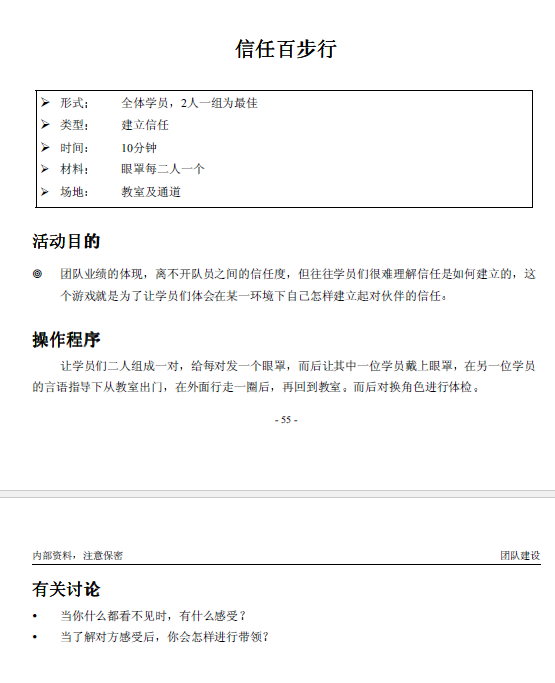 信任百步行
➢ 形式： 全体学员，2人一组为最佳
➢ 类型： 建立信任
➢ 时间： 10分钟
➢ 材料： 眼罩每二人一个
➢ 场地： 教室及通道
活动目的
团队业绩的体现，离不开队员之间的信任度，但往往学员们很难理解信任是如何建立的，这
个游戏就是为了让学员们体会在某一环境下自己怎样建立起对伙伴的信任。
操作程序
让学员们二人组成一对，给每对发一个眼罩，而后让其中一位学员戴上眼罩，在另一位学员
的言语指导下从教室出门，在外面行走一圈后，再回到教室。而后对换角色进行体检。
- 55 -
内部资料，注意保密 团队建设
有关讨论
• 当你什么都看不见时，有什么感受？
• 当了解对方感受后，你会怎样进行带领？